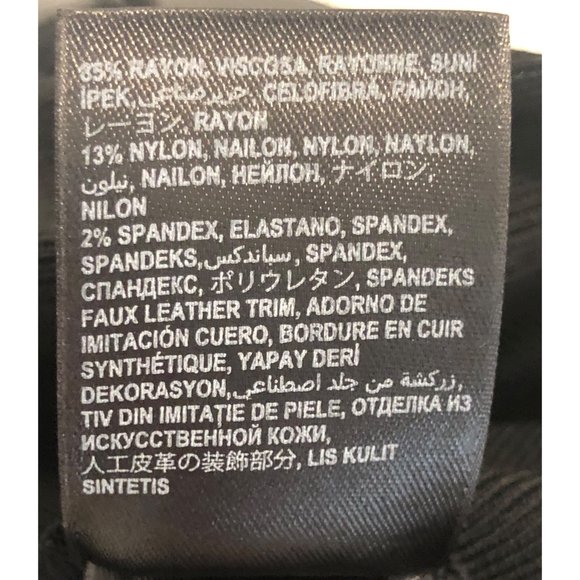 85% RAYON, VISCOSA, RAYONNE, SUNİ
İPEK, حرير صناعي, CELOFIBRA, РАЙОН,
レーヨン, RAYON
13% NYLON, NAILON, NYLON, NAYLON,
نيلون, NAILON, НЕЙЛОН, ナイロン,
NILON
2% SPANDEX, ELASTANO, SPANDEX,
SPANDEKS, سباندكس, SPANDEX,
СПАНДЕКС, ポリウレタン, SPANDEKS
FAUX LEATHER TRIM, ADORNO DE
IMITACIÓN CUERO, BORDURE EN CUIR
SYNTHÉTIQUE, YAPAY DERİ
DEKORASYON, زركشة من جلد اصطناعي,
TIV DIN IMITAŢIE DE PIELE, ОТДЕЛКА ИЗ
ИСКУССТВЕННОЙ КОЖИ,
人工皮革の装飾部分, LIS KULIT
SINTETIS